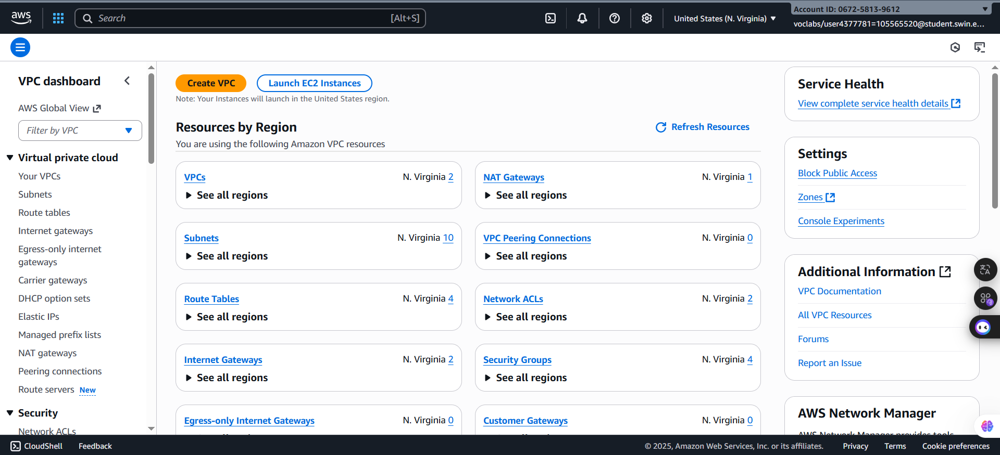 aws
Search
[Alt+S]
United States (N. Virginia)
Account ID: 0672-5813-9612
voclabs/user4377781=105565520@student.swin.e...
VPC dashboard
AWS Global View
Filter by VPC
Virtual private cloud
Your VPCs
Subnets
Route tables
Internet gateways
Egress-only internet
gateways
Carrier gateways
DHCP option sets
Elastic IPs
Managed prefix lists
NAT gateways
Peering connections
Route servers New
Security
Network ACLs
Create VPC
Launch EC2 Instances
Note: Your Instances will launch in the United States region.
Resources by Region
Refresh Resources
You are using the following Amazon VPC resources
VPCs
N. Virginia 2
See all regions
NAT Gateways
N. Virginia 1
See all regions
Subnets
N. Virginia 10
See all regions
VPC Peering Connections
N. Virginia 0
See all regions
Route Tables
N. Virginia 4
See all regions
Network ACLs
N. Virginia 2
See all regions
Internet Gateways
N. Virginia 2
See all regions
Security Groups
N. Virginia 4
See all regions
Egress-only Internet Gateways
N. Virginia 0
Customer Gateways
N. Virginia 0
Service Health
View complete service health details
Settings
Block Public Access
Zones
Console Experiments
Additional Information
VPC Documentation
All VPC Resources
Forums
Report an Issue
AWS Network Manager
AWS Network Manager provides tools
CloudShell
Feedback
© 2025, Amazon Web Services, Inc. or its affiliates.
Privacy
Terms
Cookie preferences